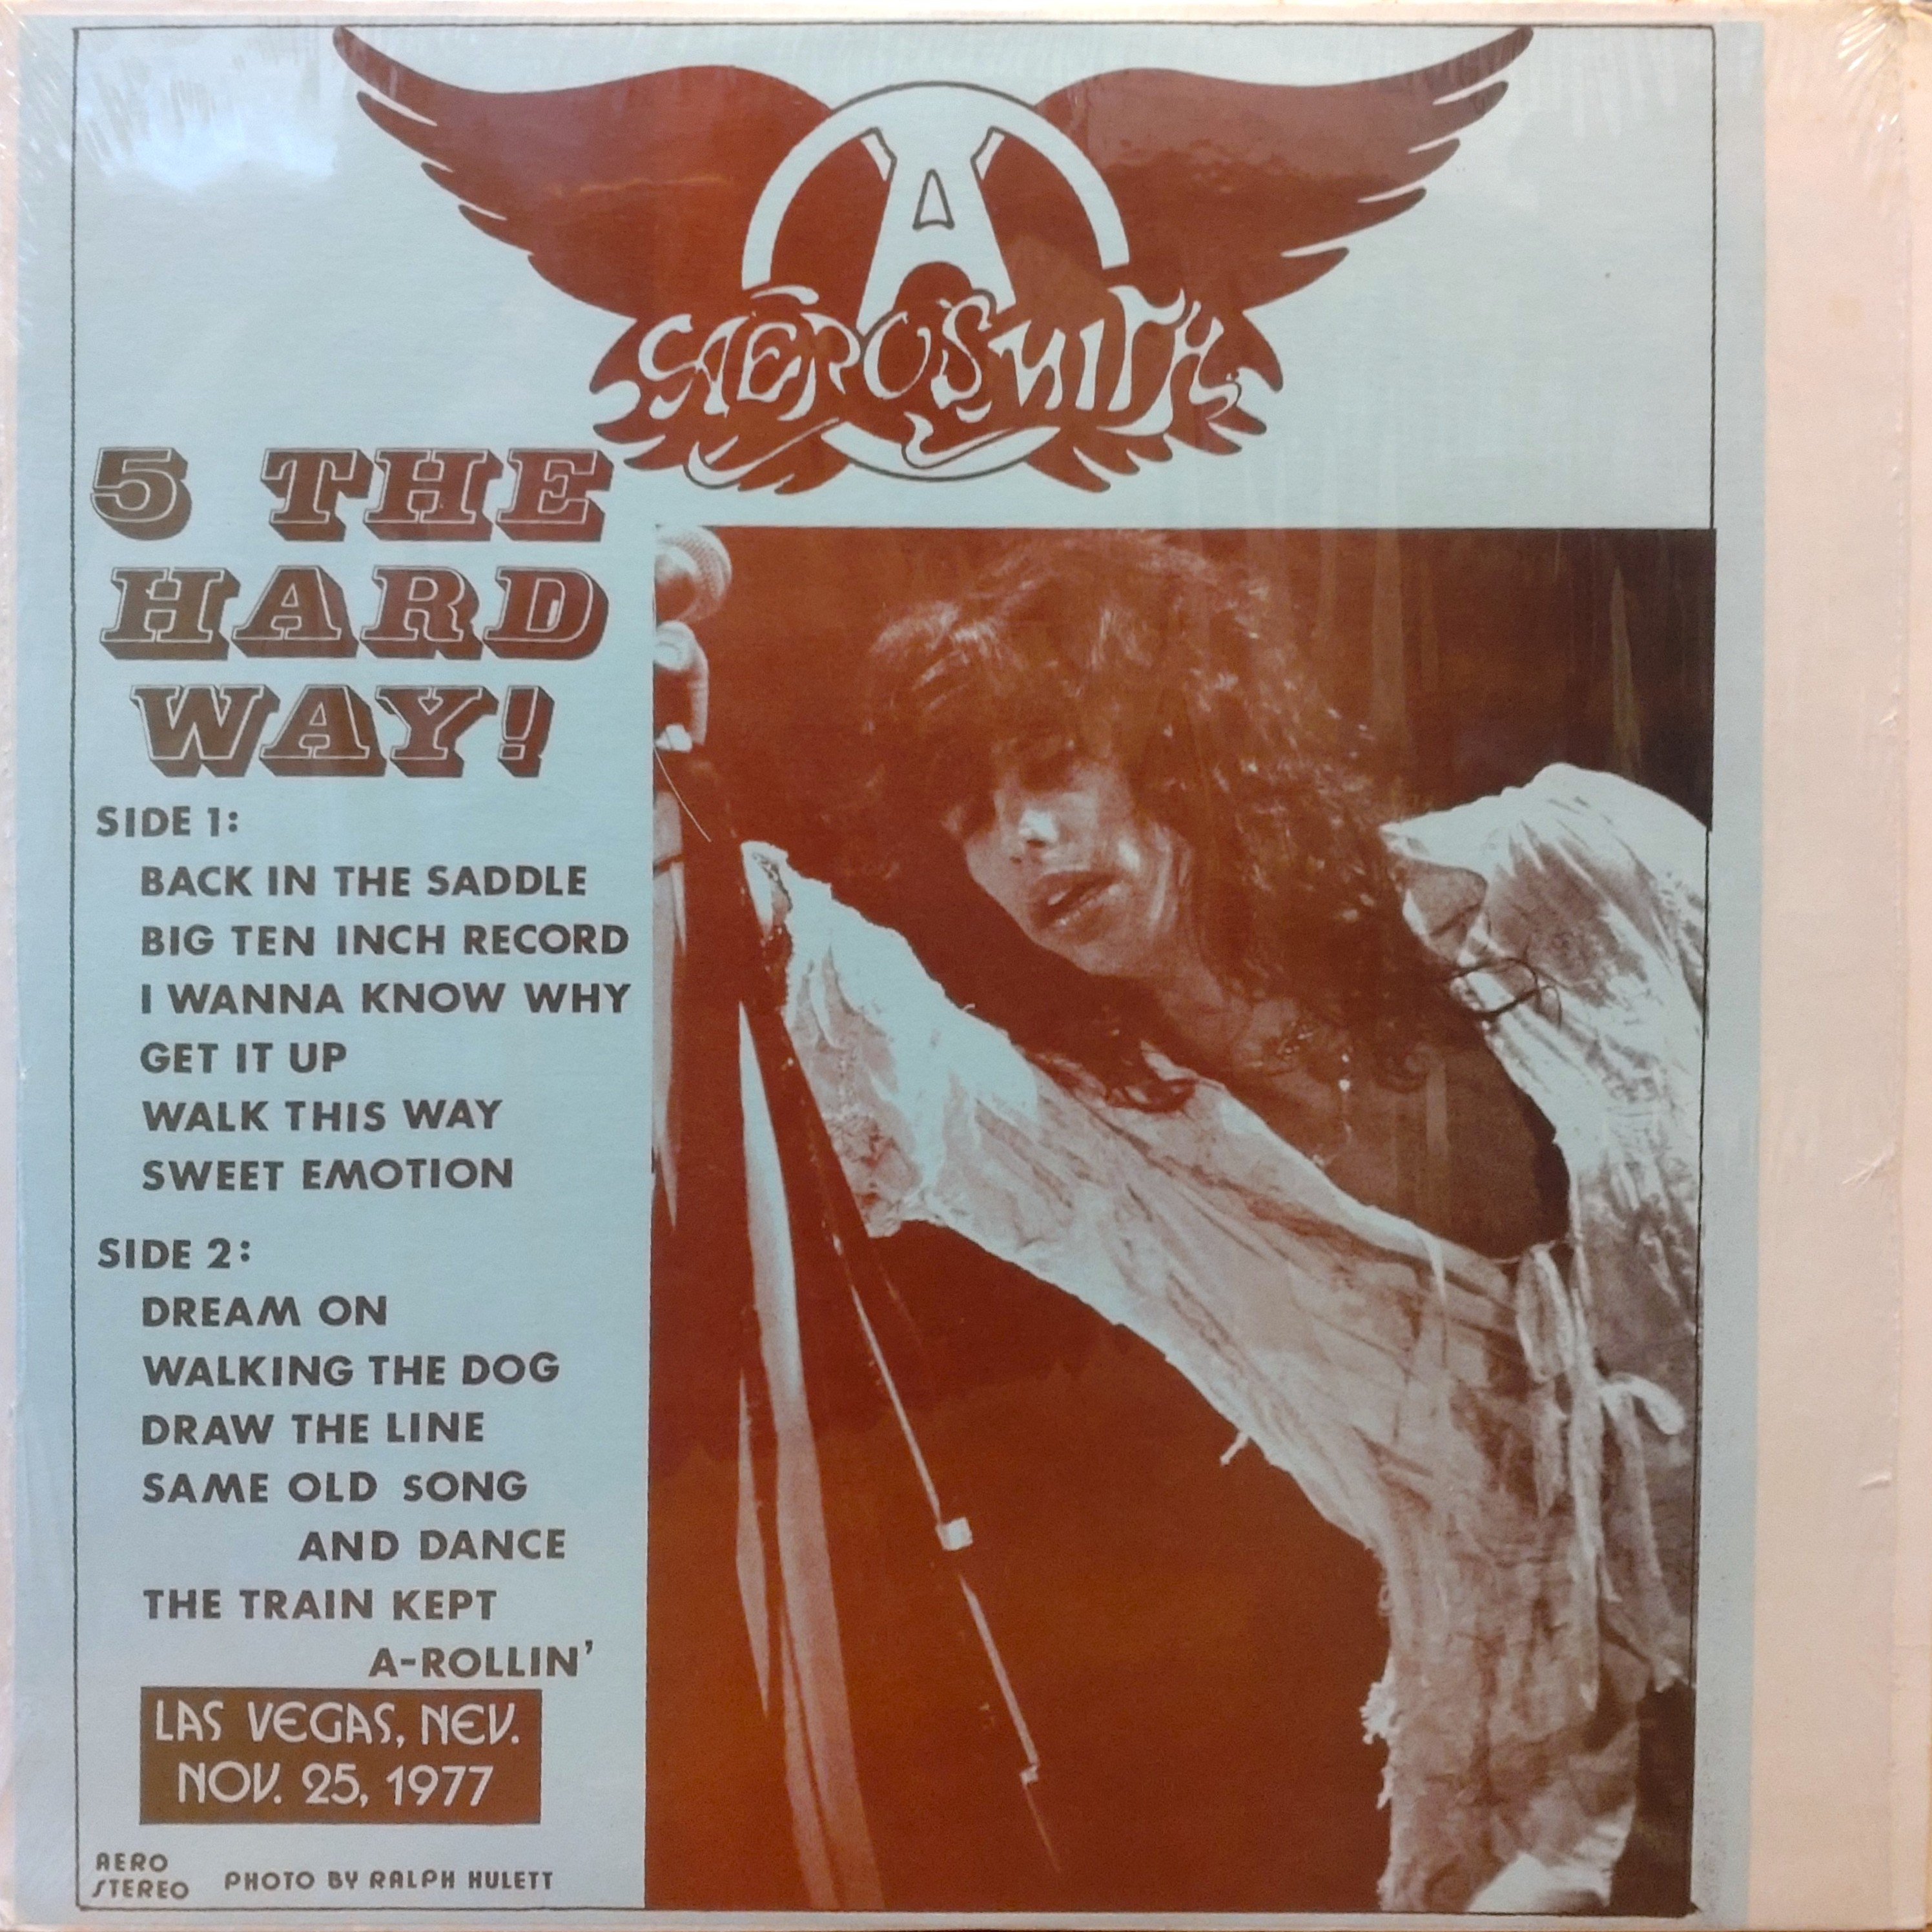 A
AEROSMITH
5 THE
HARD
WAY!
SIDE 1:
BACK IN THE SADDLE
BIG TEN INCH RECORD
I WANNA KNOW WHY
GET IT UP
WALK THIS WAY
SWEET EMOTION
SIDE 2:
DREAM ON
WALKING THE DOG
DRAW THE LINE
SAME OLD SONG
AND DANCE
THE TRAIN KEPT
A-ROLLIN'
LAS VEGAS, NEV.
NOV. 25, 1977
AERO
STEREO
PHOTO BY RALPH HULETT